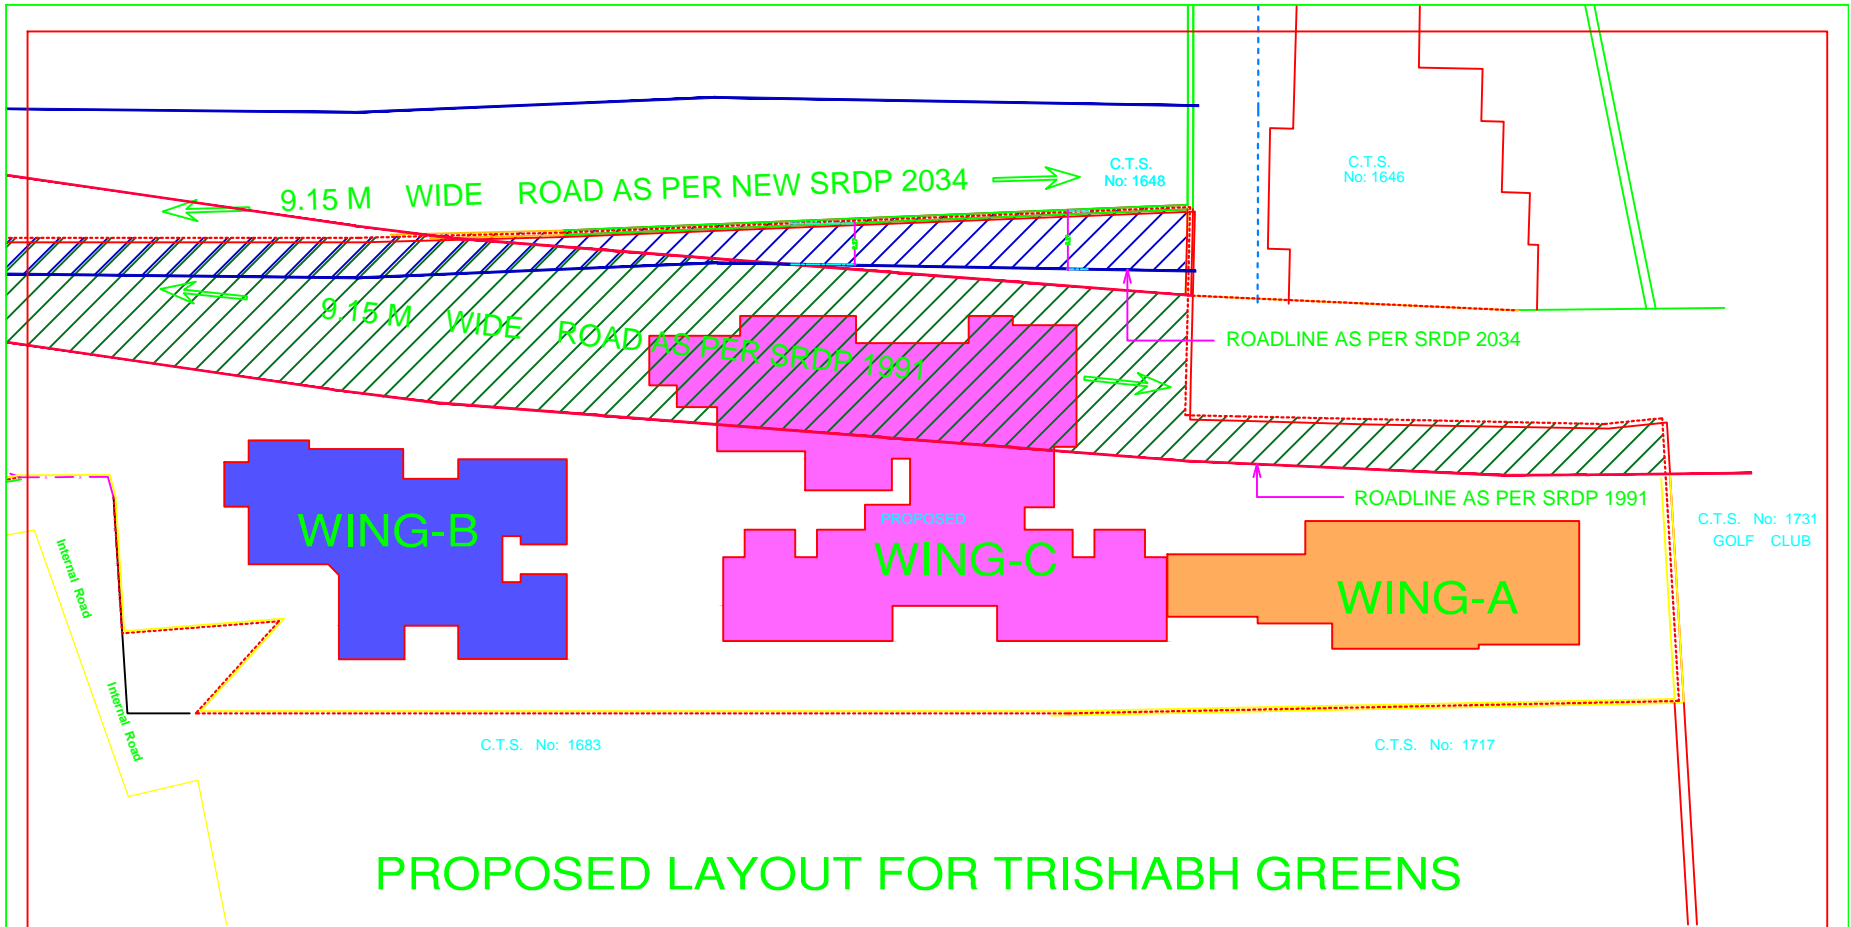 9.15 M WIDE ROAD AS PER NEW SRDP 2034
C.T.S.
No: 1648
C.T.S.
No: 1646
9.15 M WIDE ROAD AS PER SRDP 1991
ROADLINE AS PER SRDP 2034
ROADLINE AS PER SRDP 1991
WING-B
PROPOSED
WING-C
WING-A
C.T.S. No: 1731
GOLF CLUB
Internal Road
Internal Road
C.T.S. No: 1683
C.T.S. No: 1717
PROPOSED LAYOUT FOR TRISHABH GREENS